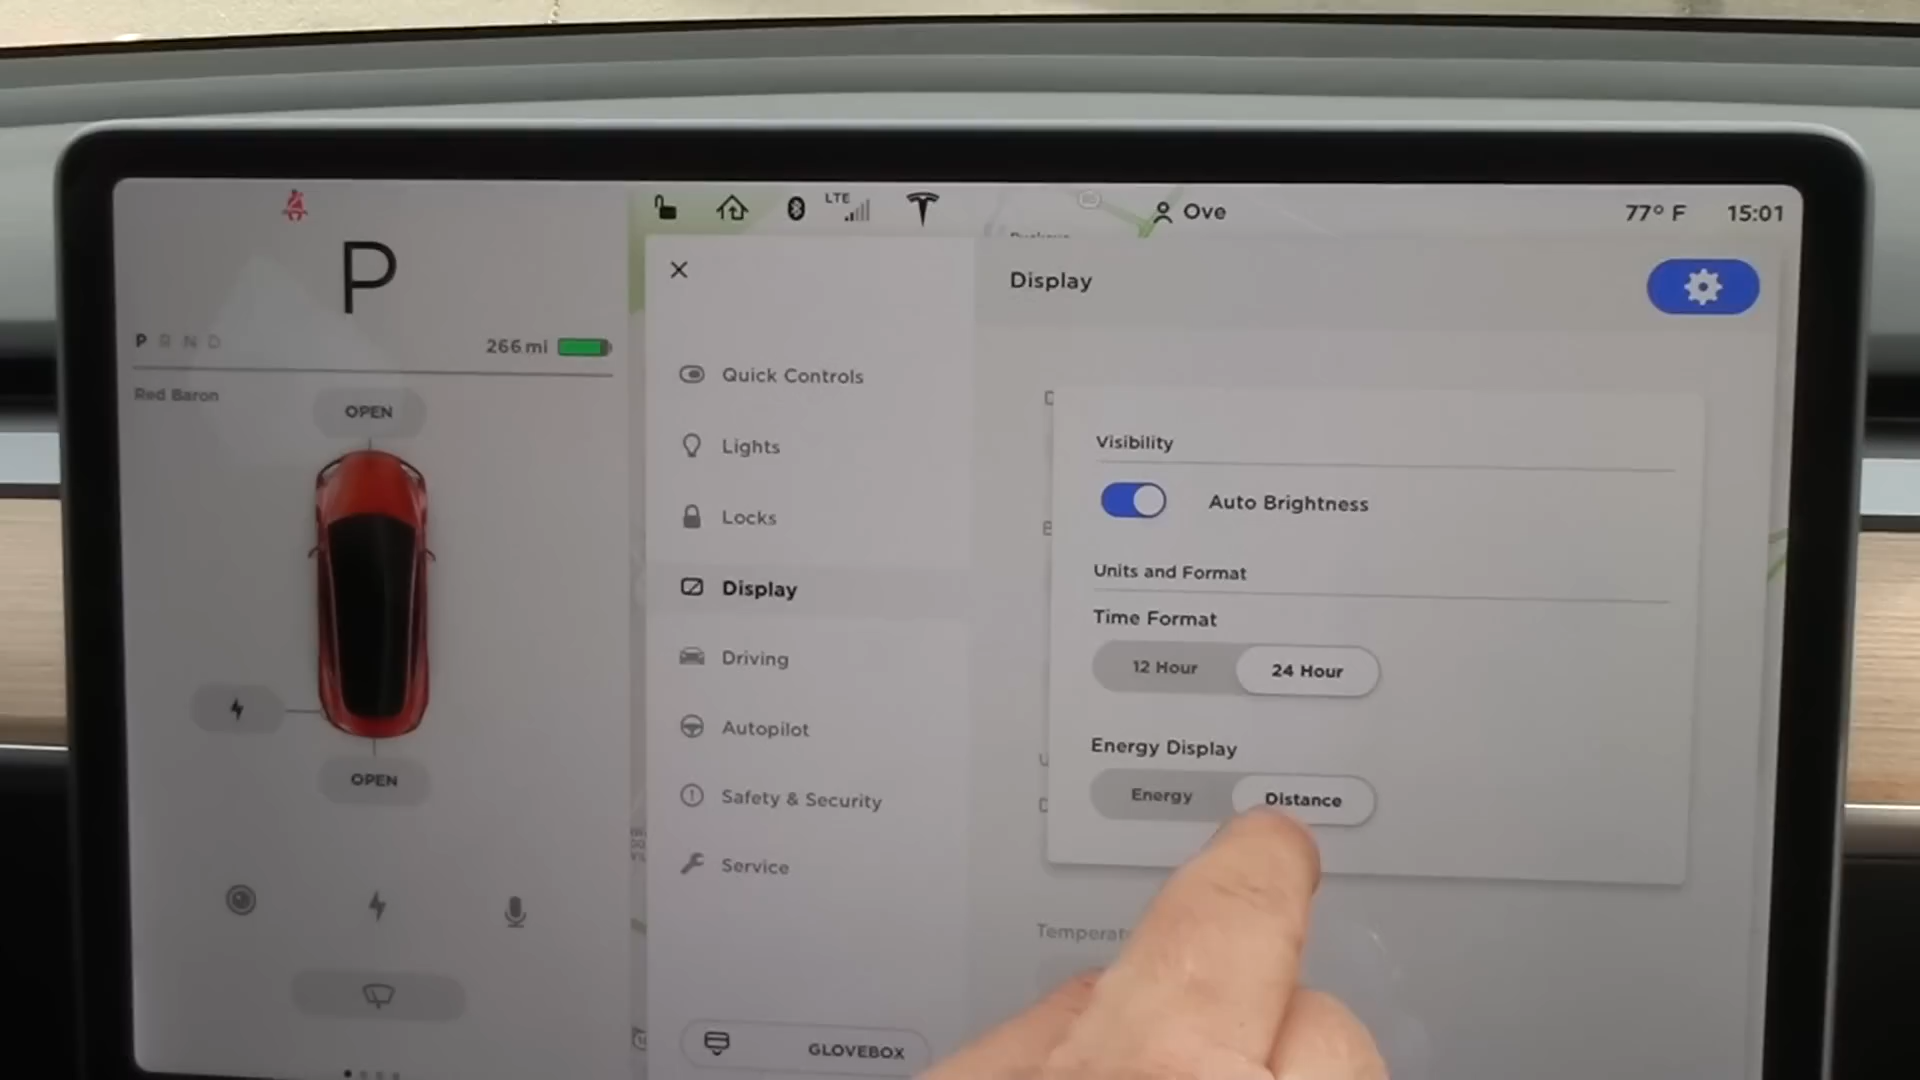 LTE
Ove
77° F
15:01
P
P R N D
266 mi
Red Baron
OPEN
OPEN
Display
Quick Controls
Lights
Locks
Display
Driving
Autopilot
Safety & Security
Service
GLOVEBOX
Visibility
Auto Brightness
Units and Format
Time Format
12 Hour
24 Hour
Energy Display
Energy
Distance